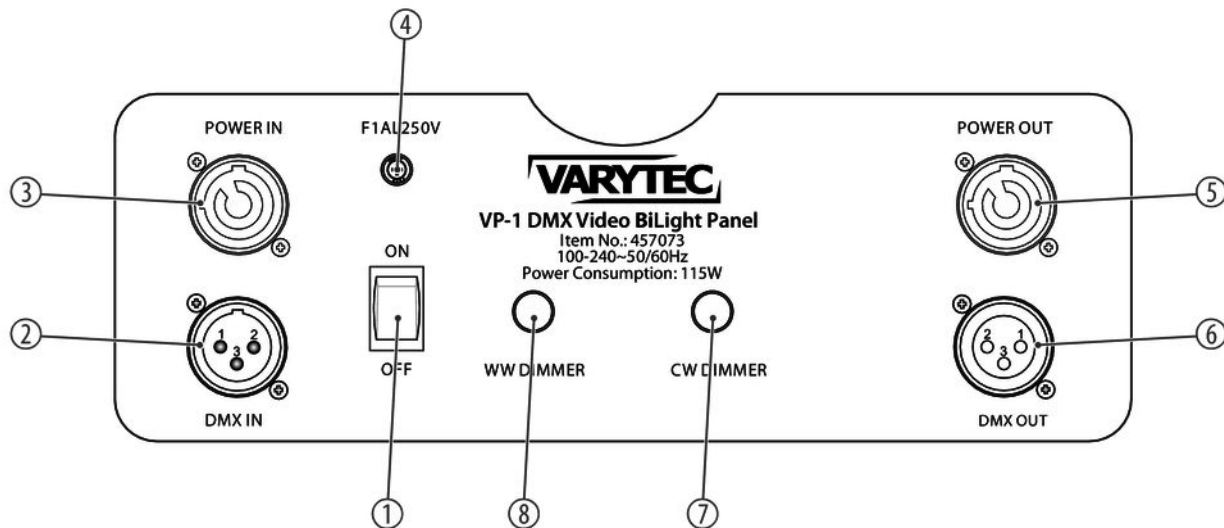 ④
POWER IN
F1AL250V
POWER OUT
③
VARYTEC
⑤
VP-1 DMX Video BiLight Panel
Item No.: 457073
100-240~50/60Hz
Power Consumption: 115W
ON
②
1 2
3
2 1
3
⑥
OFF
WW DIMMER
CW DIMMER
DMX IN
DMX OUT
①
⑧
⑦